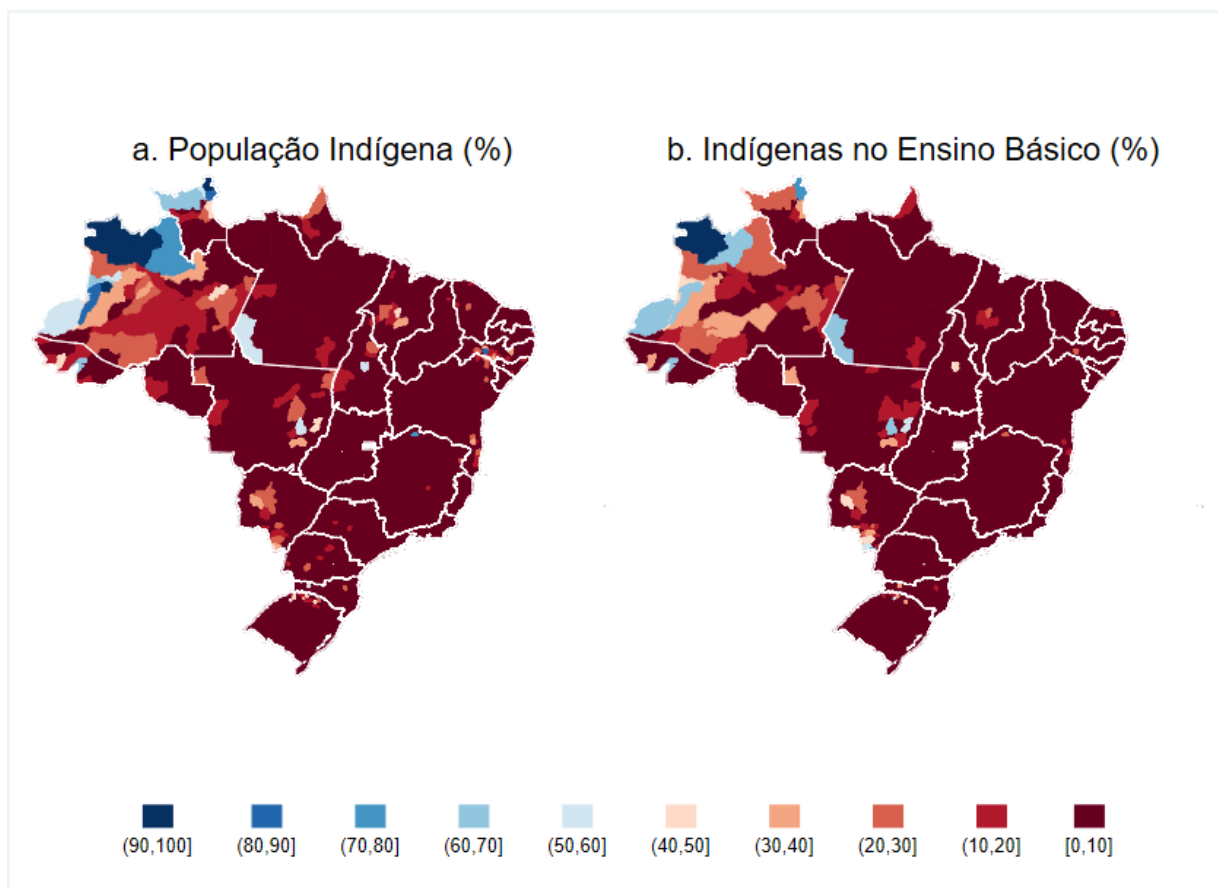 a. População Indígena (%)
b. Indígenas no Ensino Básico (%)
(90,100] (80,90] (70,80] (60,70] (50,60] (40,50] (30,40] (20,30] (10,20] [0,10]